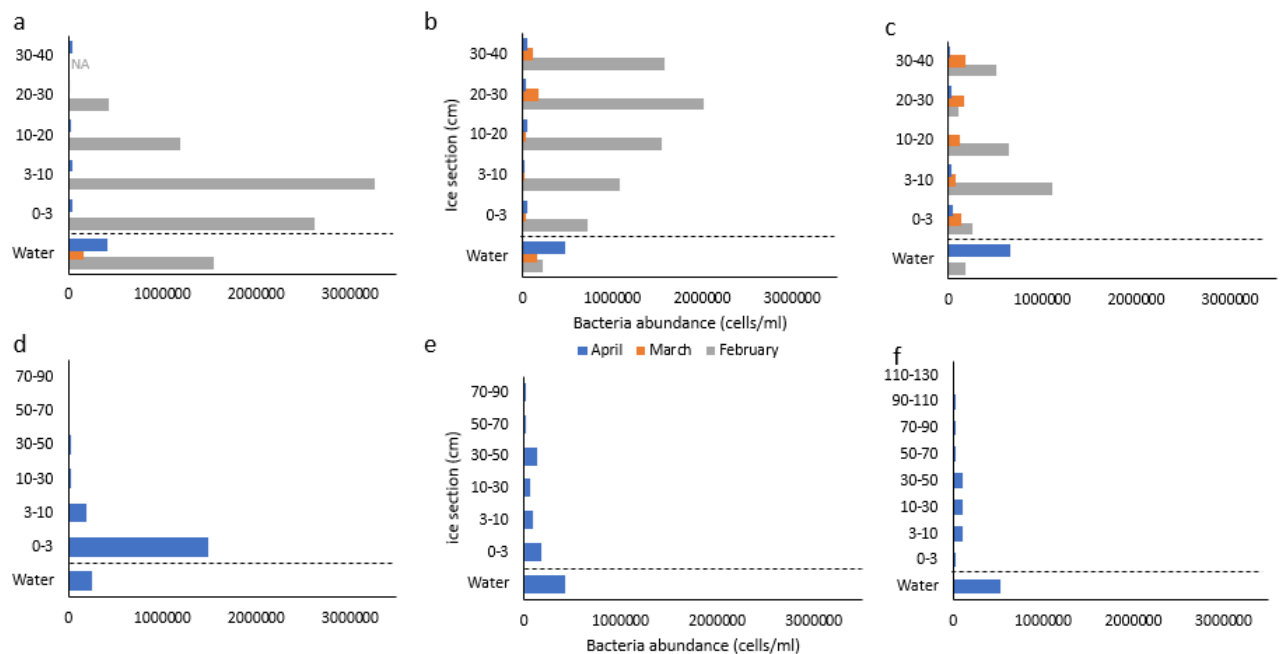 a
30-40
NA
20-30
10-20
3-10
0-3
Water
0 1000000 2000000 3000000
b
Ice section (cm)
30-40
20-30
10-20
3-10
0-3
Water
0 1000000 2000000 3000000
Bacteria abundance (cells/ml)
April March February
c
30-40
20-30
10-20
3-10
0-3
Water
0 1000000 2000000 3000000
d
70-90
50-70
30-50
10-30
3-10
0-3
Water
0 1000000 2000000 3000000
e
ice section (cm)
70-90
50-70
30-50
10-30
3-10
0-3
Water
0 1000000 2000000 3000000
Bacteria abundance (cells/ml)
f
110-130
90-110
70-90
50-70
30-50
10-30
3-10
0-3
Water
0 1000000 2000000 3000000